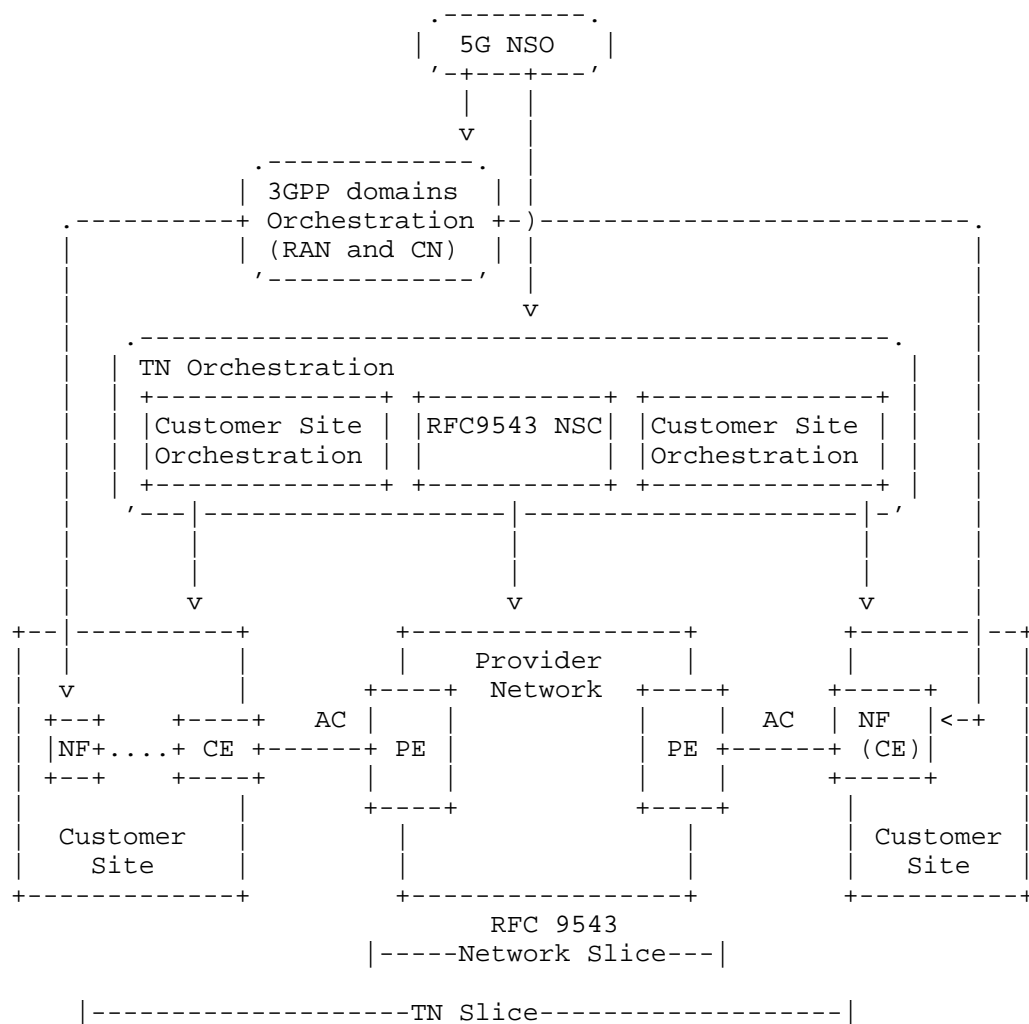 5G NSO
v
3GPP domains
Orchestration
(RAN and CN)
v
TN Orchestration
Customer Site RFC9543 NSC Customer Site
Orchestration Orchestration
v v v
Provider
v Network
AC AC NF
NF CE PE PE (CE)
Customer Customer
Site Site
RFC 9543
Network Slice
TN Slice